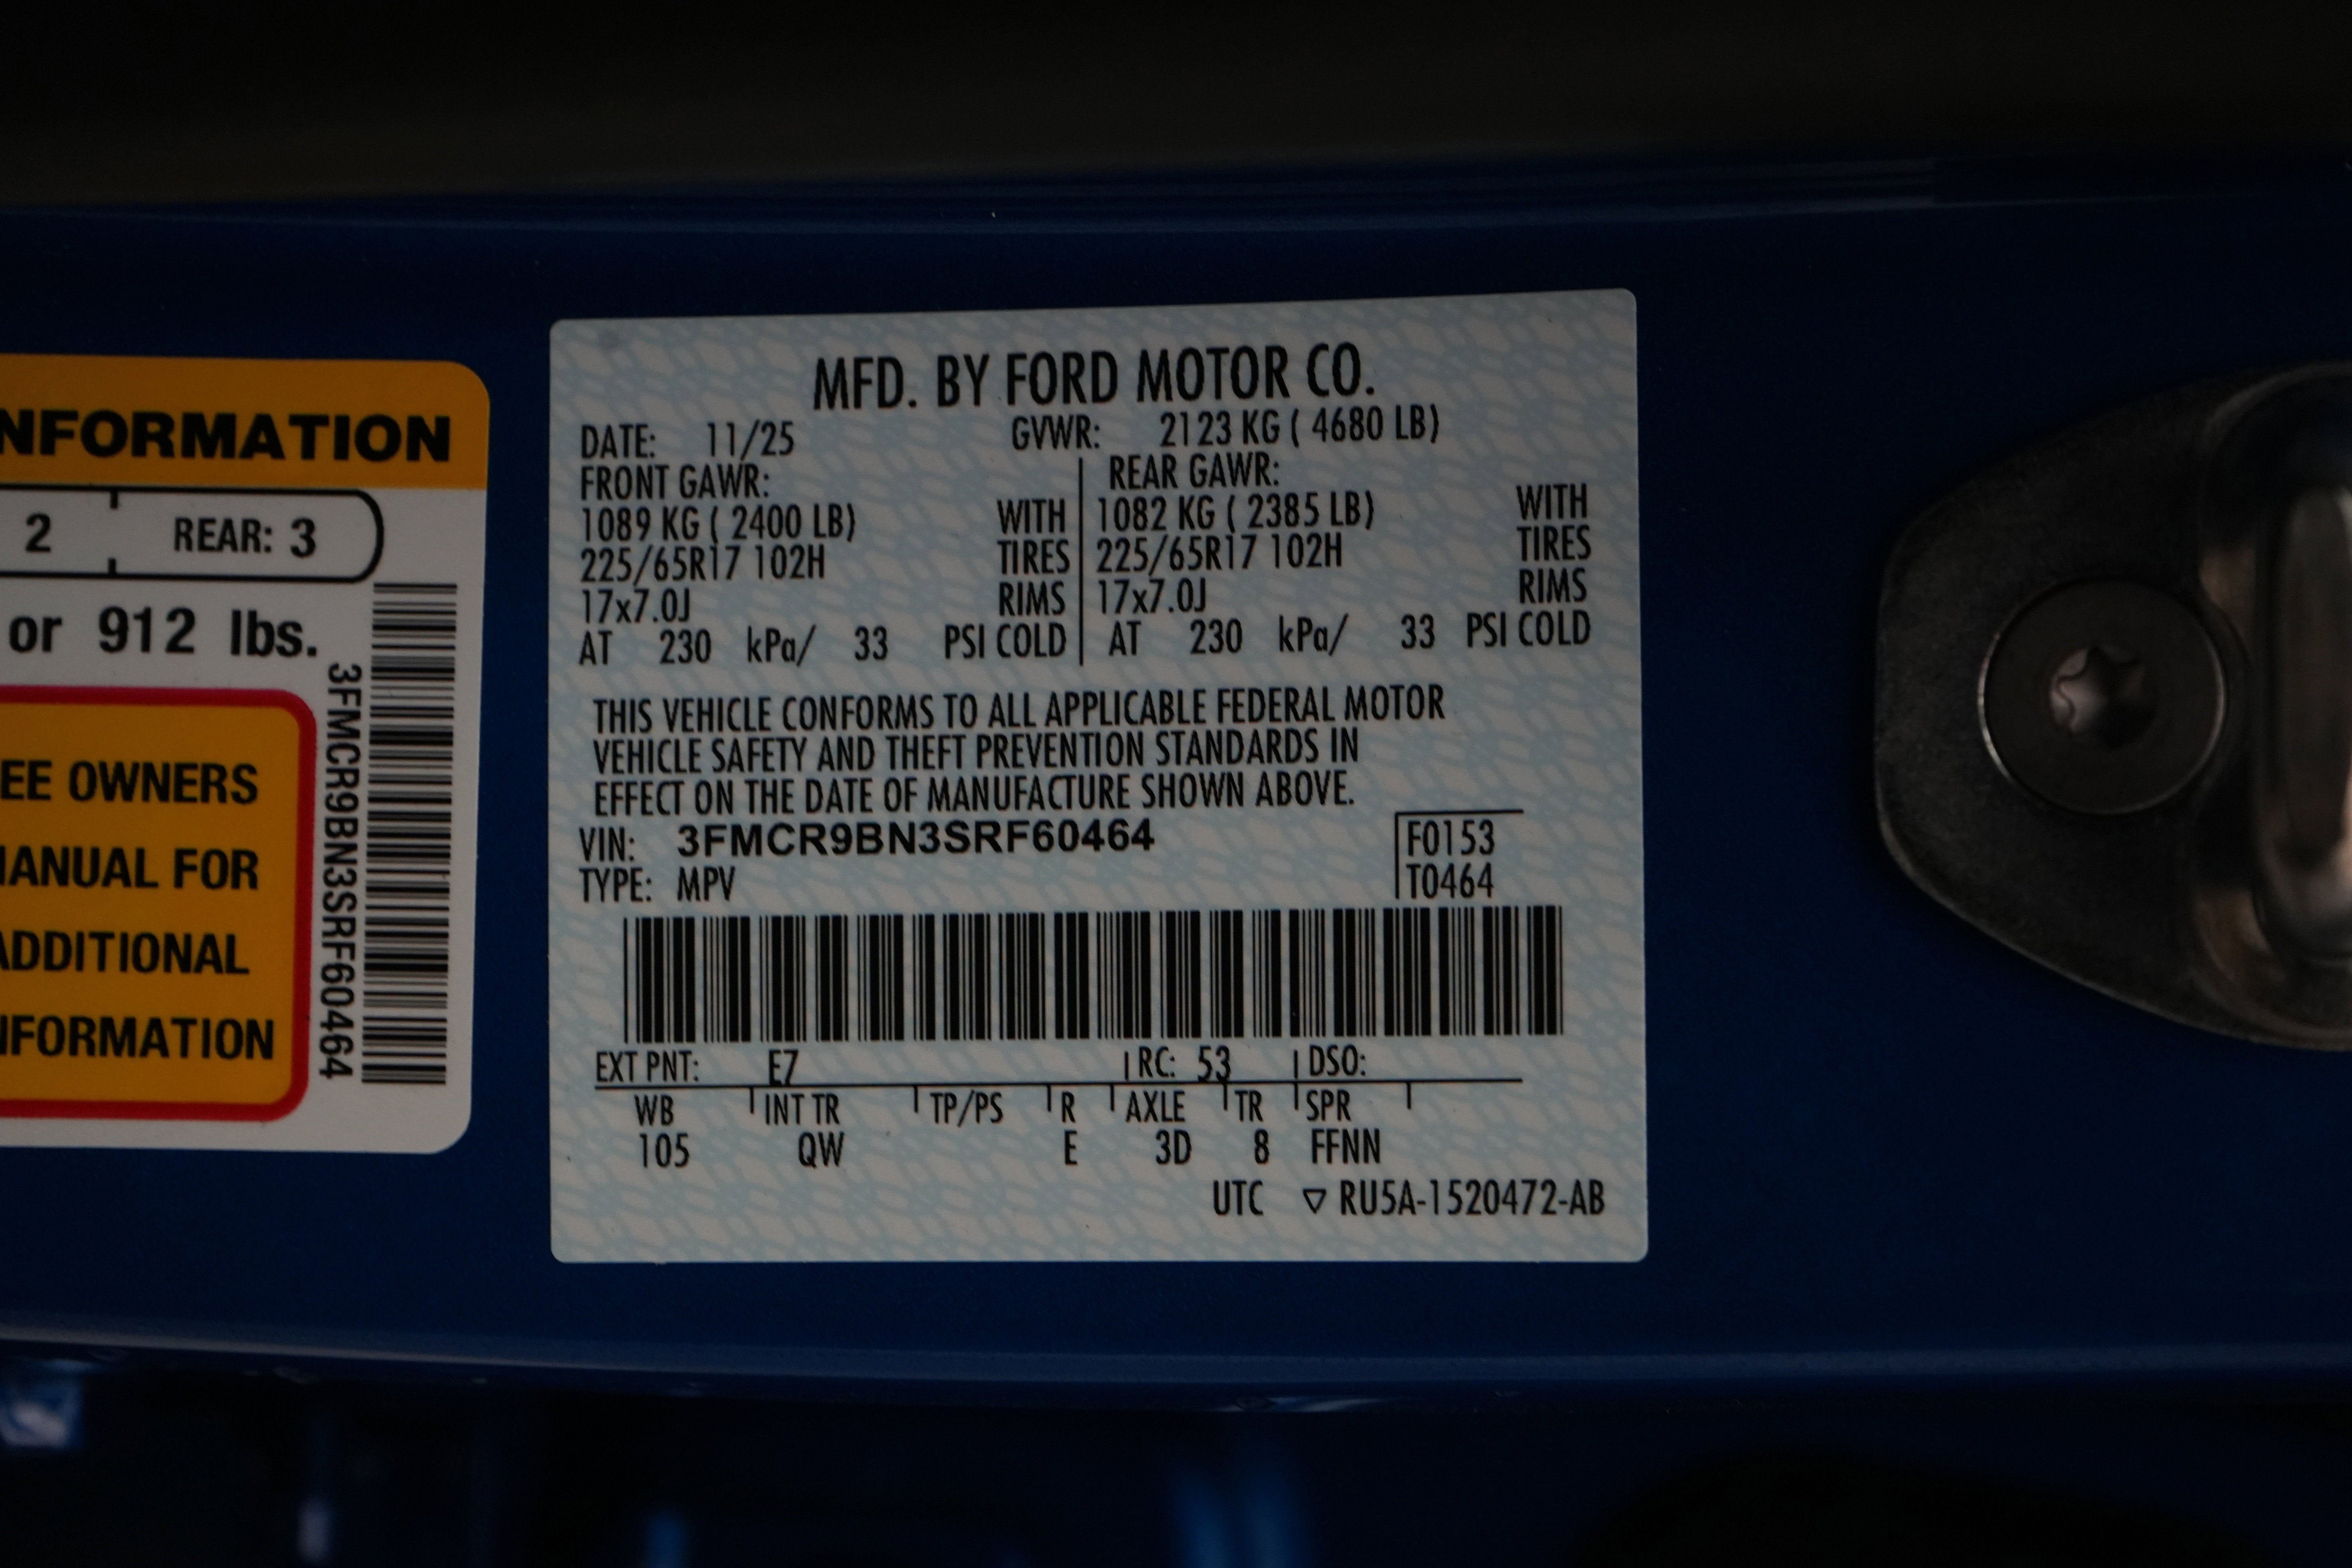 NFORMATION
2 REAR: 3
or 912 lbs.
EE OWNERS
ANUAL FOR
ADDITIONAL
NFORMATION
3FMCR9BN3SRF60464
MFD. BY FORD MOTOR CO.
DATE: 11/25 GVWR: 2123 KG ( 4680 LB)
FRONT GAWR: REAR GAWR:
1089 KG ( 2400 LB) WITH 1082 KG ( 2385 LB) WITH
225/65R17 102H TIRES 225/65R17 102H TIRES
17x7.0J RIMS 17x7.0J RIMS
AT 230 kPa/ 33 PSI COLD AT 230 kPa/ 33 PSI COLD
THIS VEHICLE CONFORMS TO ALL APPLICABLE FEDERAL MOTOR
VEHICLE SAFETY AND THEFT PREVENTION STANDARDS IN
EFFECT ON THE DATE OF MANUFACTURE SHOWN ABOVE.
VIN: 3FMCR9BN3SRF60464 F0153
TYPE: MPV T0464
EXT PNT: E7 RC: 53 DSO:
WB INT TR TP/PS R AXLE TR SPR
105 QW E 3D 8 FFNN
UTC ▽ RU5A-1520472-AB